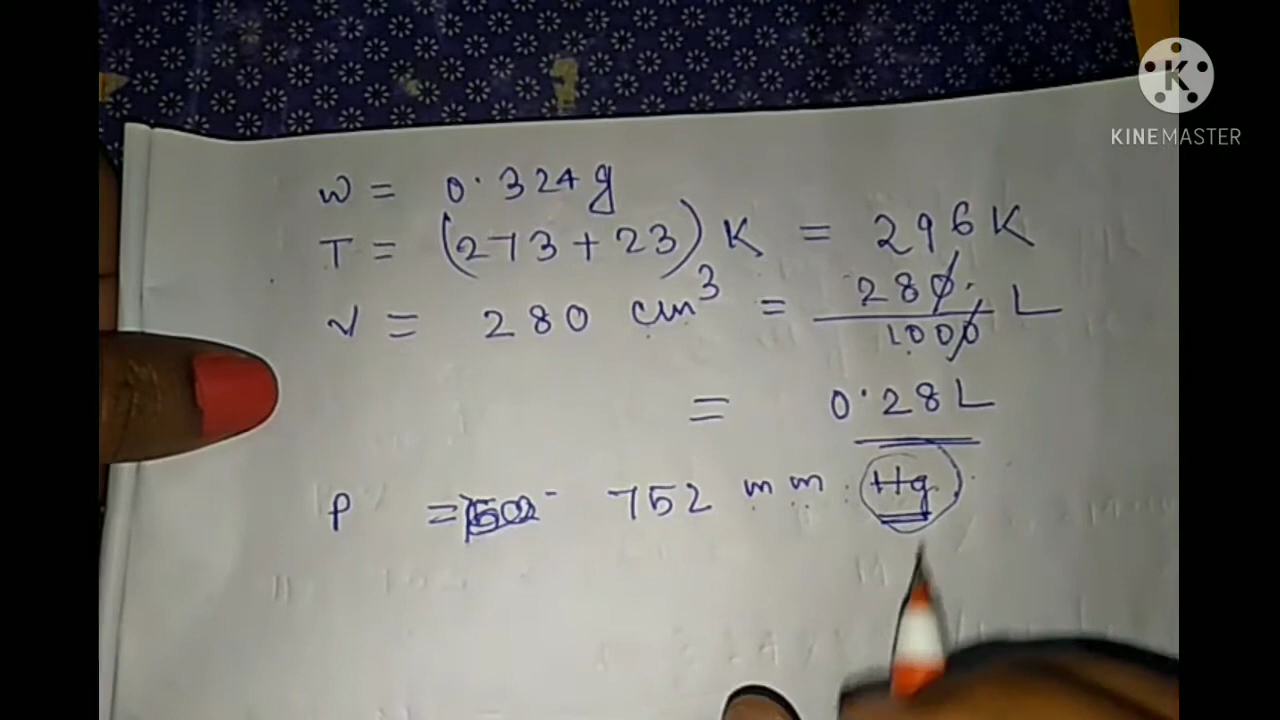 W = 0.324 g
T = (273 + 23) K = 296 K
V = 280 cm³ = 280/1000 L
= 0.28 L
P = 752 mm Hg
K
KINEMASTER